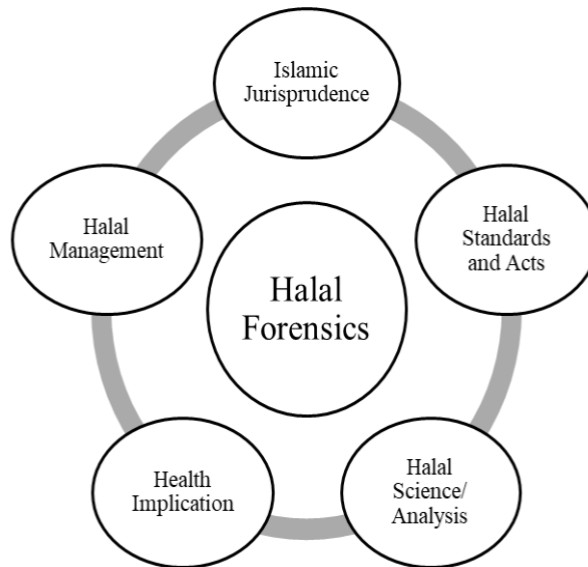 Islamic
Jurisprudence
Halal
Standards
and Acts
Halal
Science/
Analysis
Health
Implication
Halal
Management
Halal
Forensics